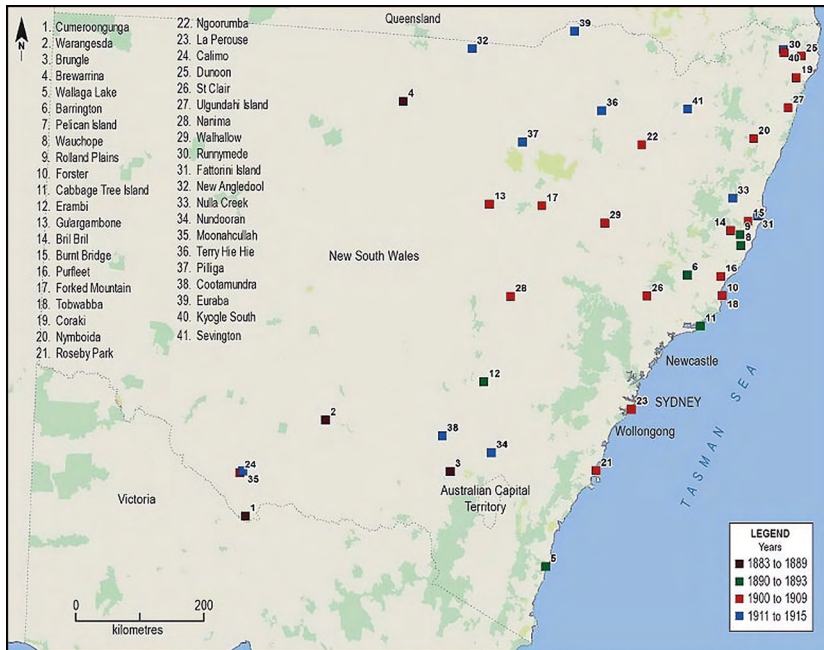 Queensland
N
1. Cumeroongunga
2. Warangesda
3. Brungle
4. Brewarrina
5. Wallaga Lake
6. Barrington
7. Pelican Island
8. Wauchope
9. Rolland Plains
10. Forster
11. Cabbage Tree Island
12. Erambi
13. Gulargambone
14. Bril Bril
15. Burnt Bridge
16. Purfleet
17. Forked Mountain
18. Tobwabba
19. Coraki
20. Nymboida
21. Roseby Park
22. Ngoorumba
23. La Perouse
24. Calimo
25. Dunoon
26. St Clair
27. Ulgundahi Island
28. Nanima
29. Walhallow
30. Runnymede
31. Fattorini Island
32. New Angledool
33. Nulla Creek
34. Nundooran
35. Moonahcullah
36. Terry Hie Hie
37. Pilliga
38. Cootamundra
39. Euraba
40. Kyogle South
41. Sevington
39
32
30
25
40
19
4
36
41
27
37
22
20
33
13
17
15
31
14
9
8
29
New South Wales
6
16
28
26
10
18
11
Newcastle
12
23
SYDNEY
2
Wollongong
38
34
24
35
3
21
Victoria
Australian Capital
Territory
1
5
TASMAN SEA
0
200
kilometres
LEGEND
Years
1883 to 1889
1890 to 1893
1900 to 1909
1911 to 1915